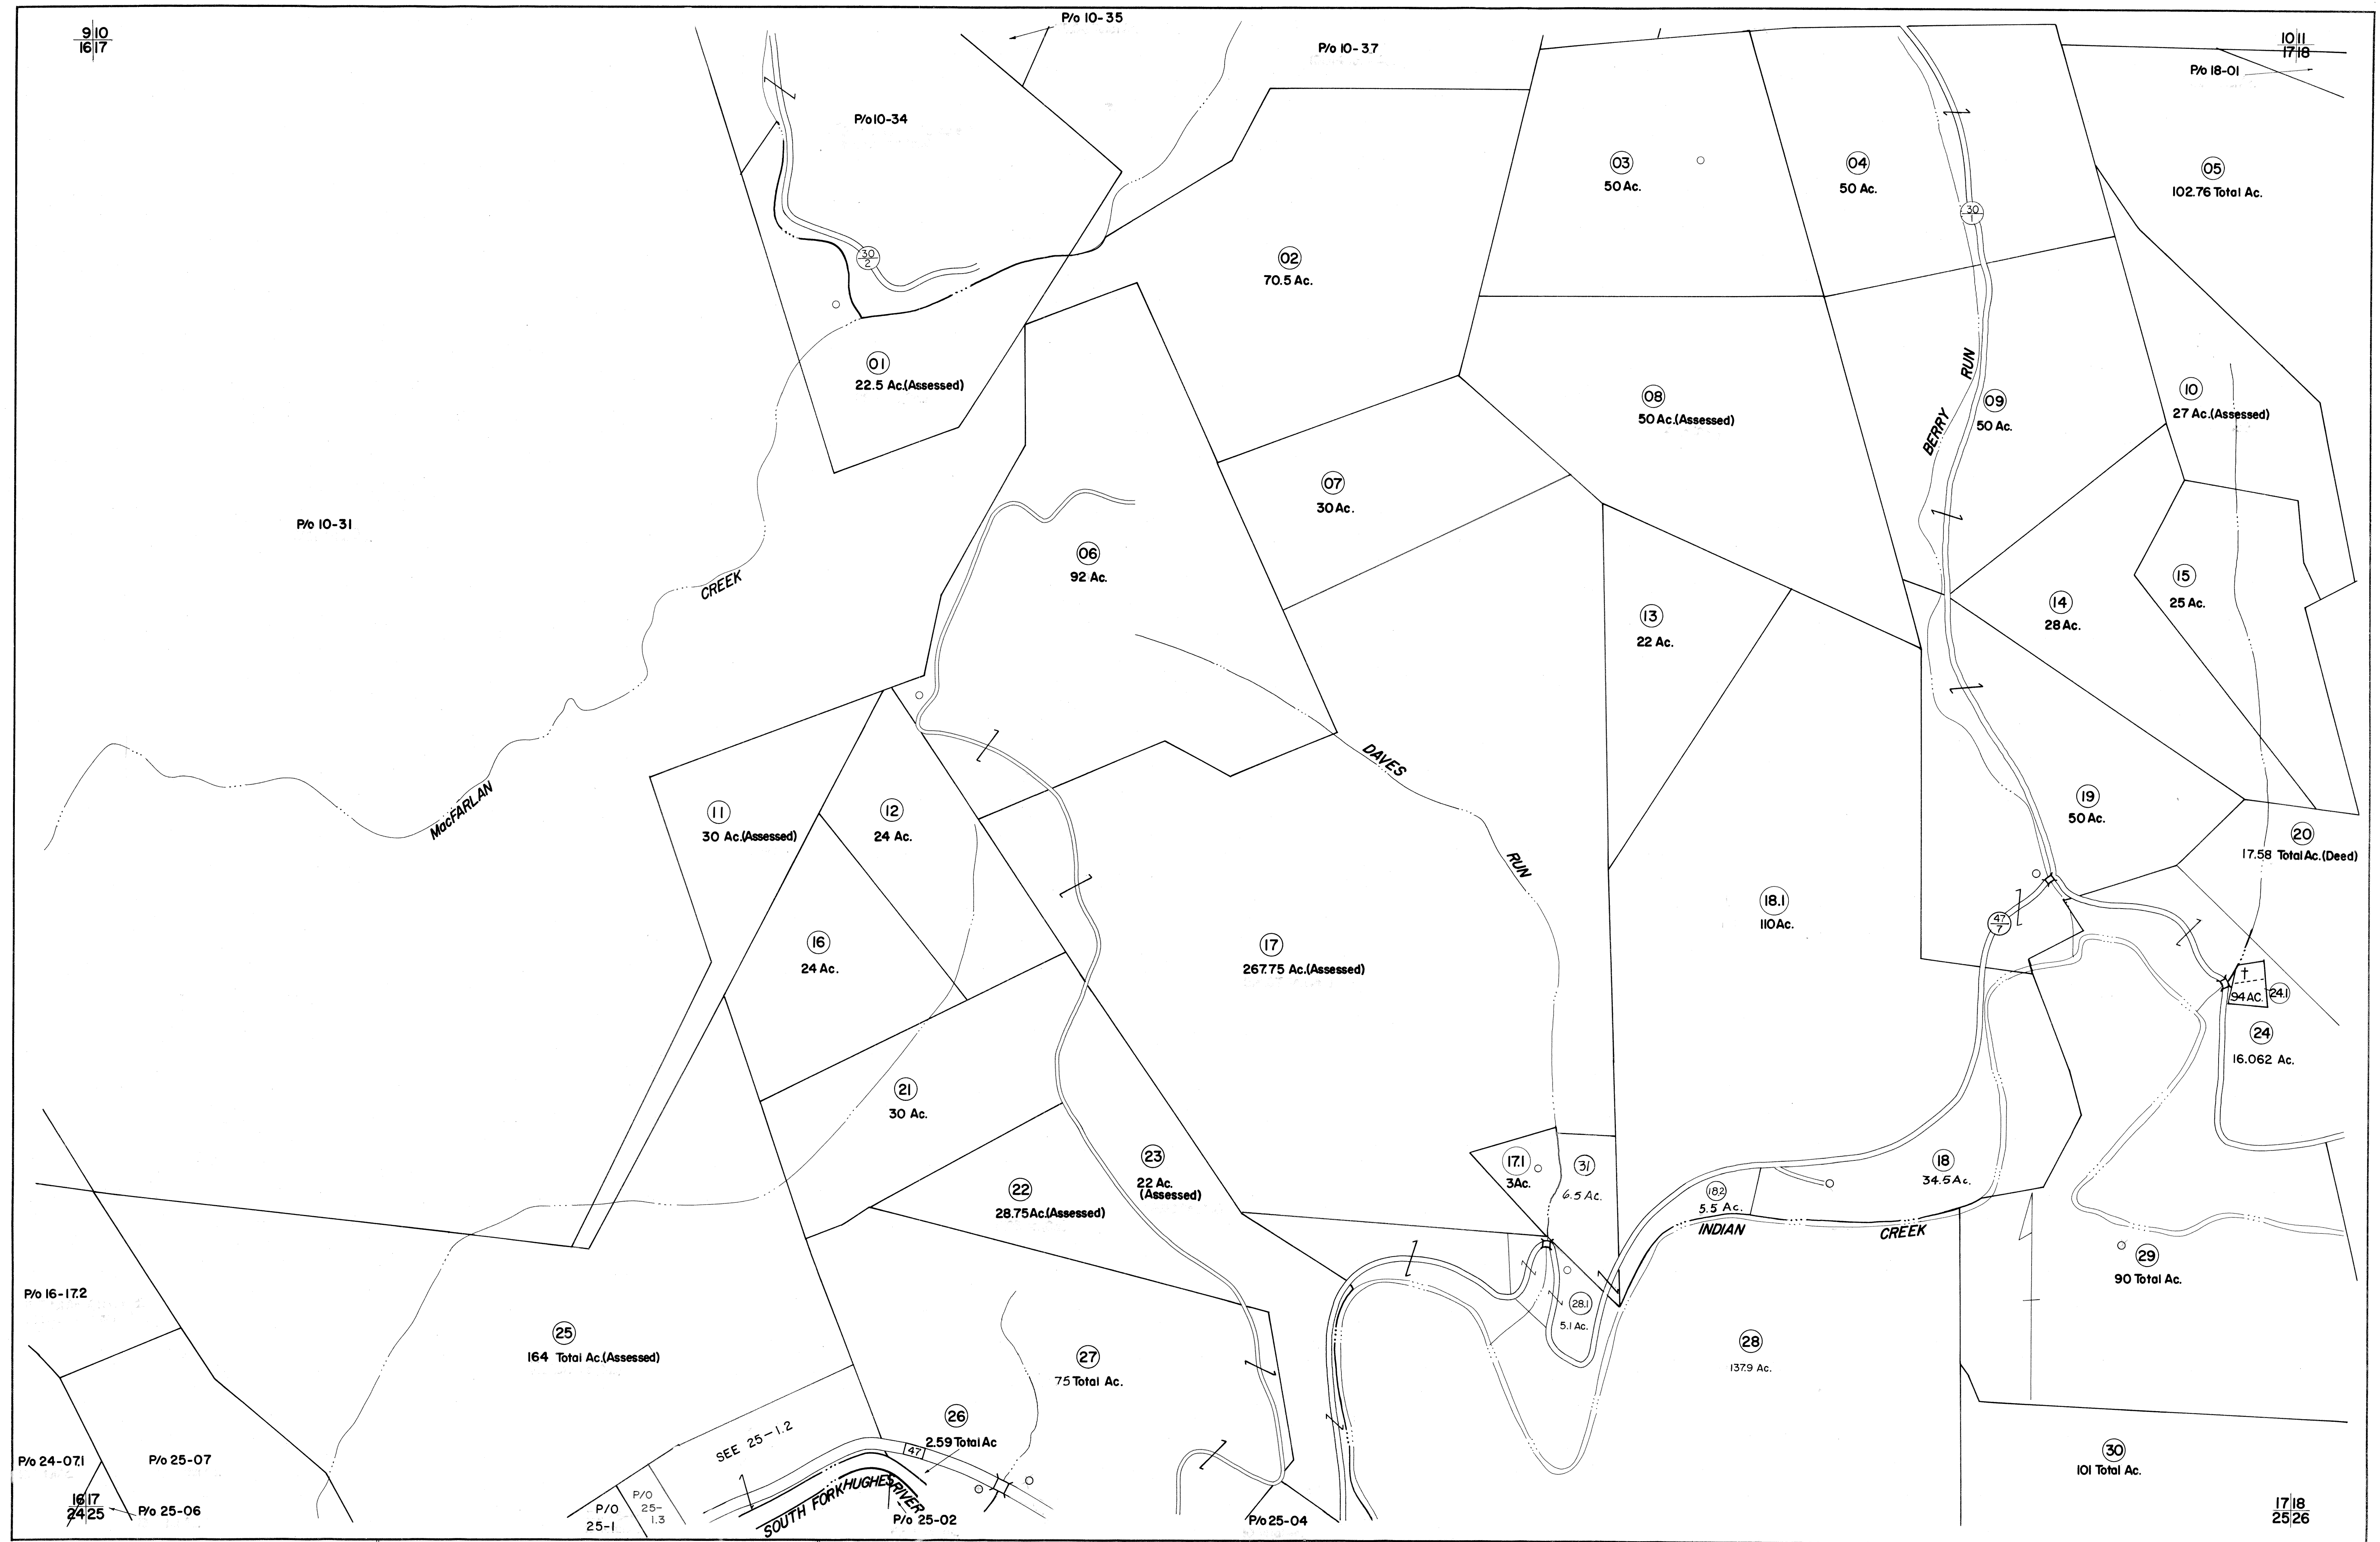 9 10
16 17
P/o 10-35
P/o 10-37
10 11
17 18
P/o 18-01
P/o 10-34
03
50 Ac.
04
50 Ac.
05
102.76 Total Ac.
30
1
30
2
02
70.5 Ac.
01
22.5 Ac.(Assessed)
08
50 Ac.(Assessed)
BERRY RUN
09
50 Ac.
10
27 Ac.(Assessed)
07
30 Ac.
P/o 10-31
06
92 Ac.
13
22 Ac.
14
28 Ac.
15
25 Ac.
MacFARLAN CREEK
DAVES RUN
11
30 Ac.(Assessed)
12
24 Ac.
19
50 Ac.
20
17.58 Total Ac.(Deed)
16
24 Ac.
17
267.75 Ac.(Assessed)
18.1
110 Ac.
47
7
.94 AC.
24.1
24
16.062 Ac.
21
30 Ac.
22
28.75 Ac.(Assessed)
23
22 Ac.
(Assessed)
17.1
3 Ac.
31
6.5 Ac.
18.2
5.5 Ac.
18
34.5 Ac.
INDIAN CREEK
29
90 Total Ac.
P/o 16-17.2
25
164 Total Ac.(Assessed)
27
75 Total Ac.
28.1
5.1 Ac.
28
137.9 Ac.
26
2.59 Total Ac
SEE 25-1.2
47
SOUTH FORK HUGHES RIVER
30
101 Total Ac.
P/o 24-07.1
P/o 25-07
16 17
24 25
P/o 25-06
P/O
25-1
P/O
25-
1.3
P/o 25-02
P/o 25-04
17 18
25 26